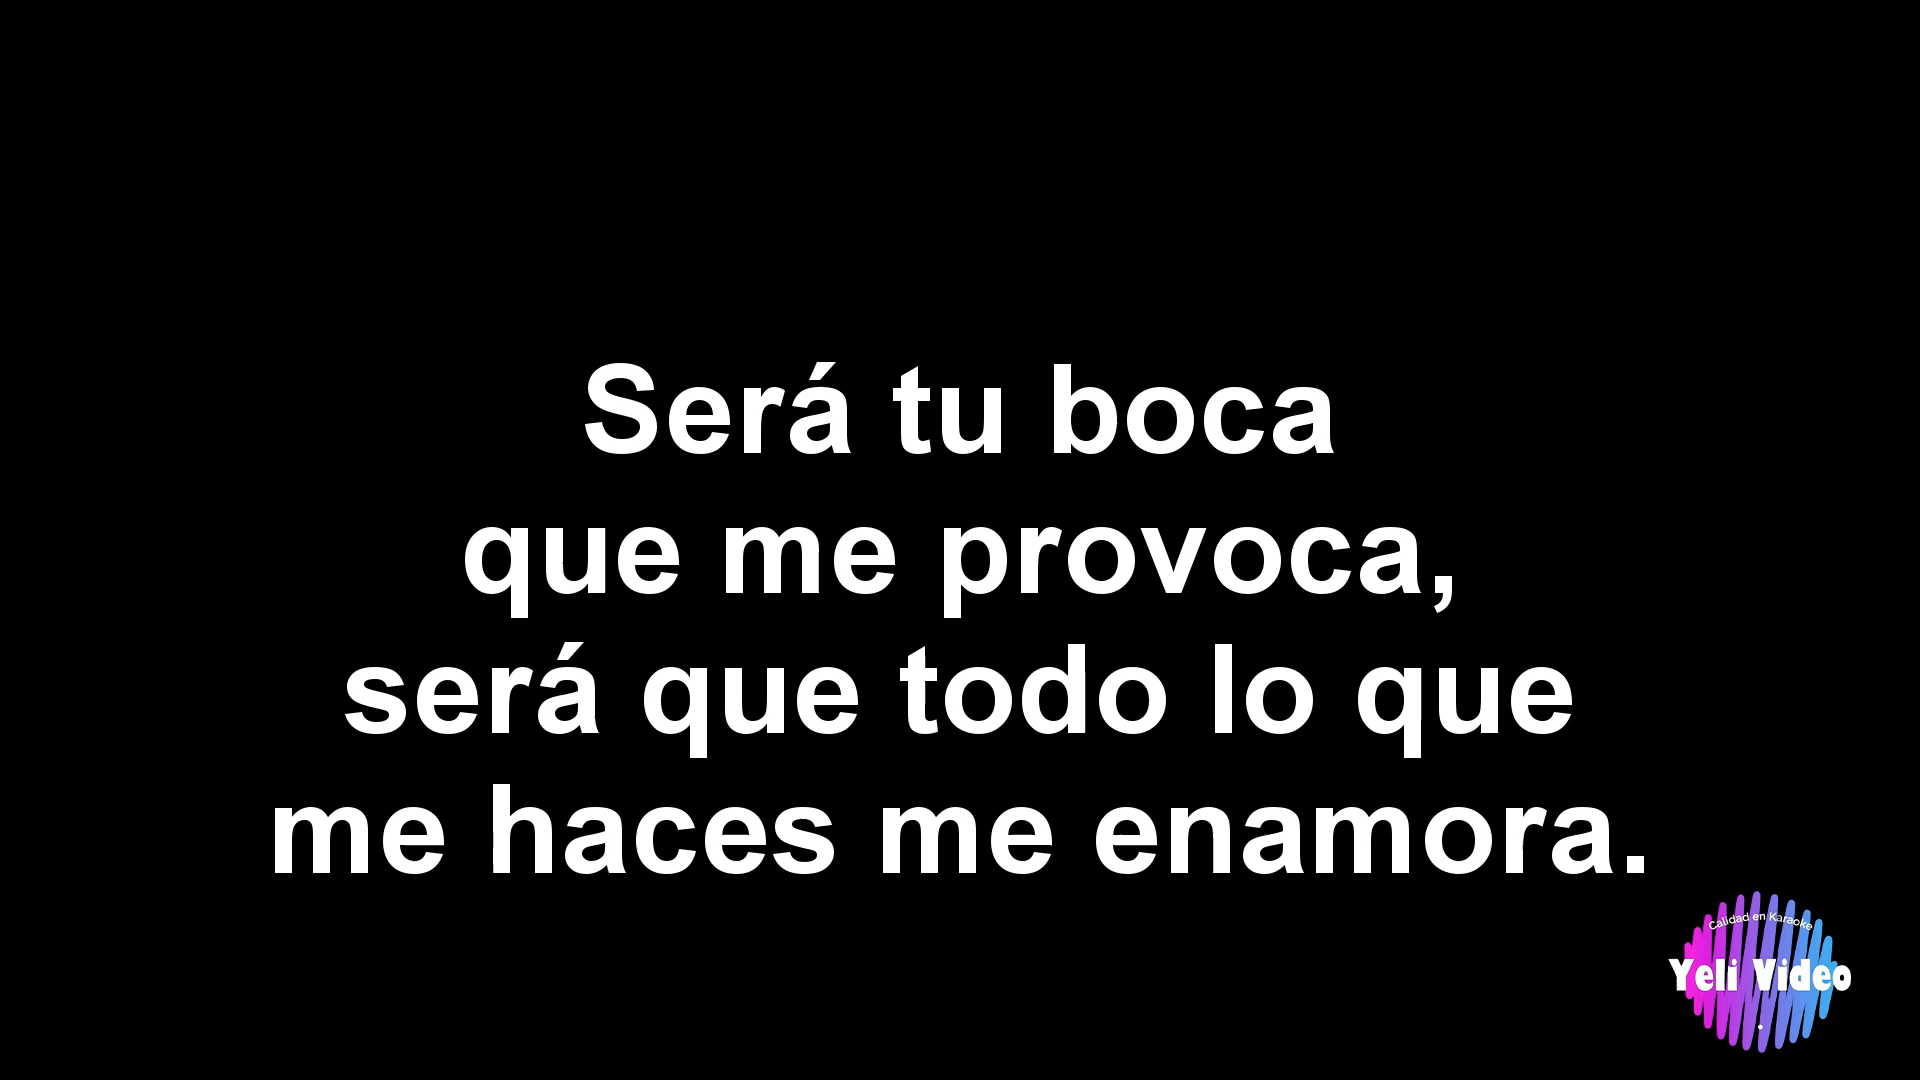 Será tu boca
que me provoca,
será que todo lo que
me haces me enamora.
Calidad en Karaoke
Yeli Video